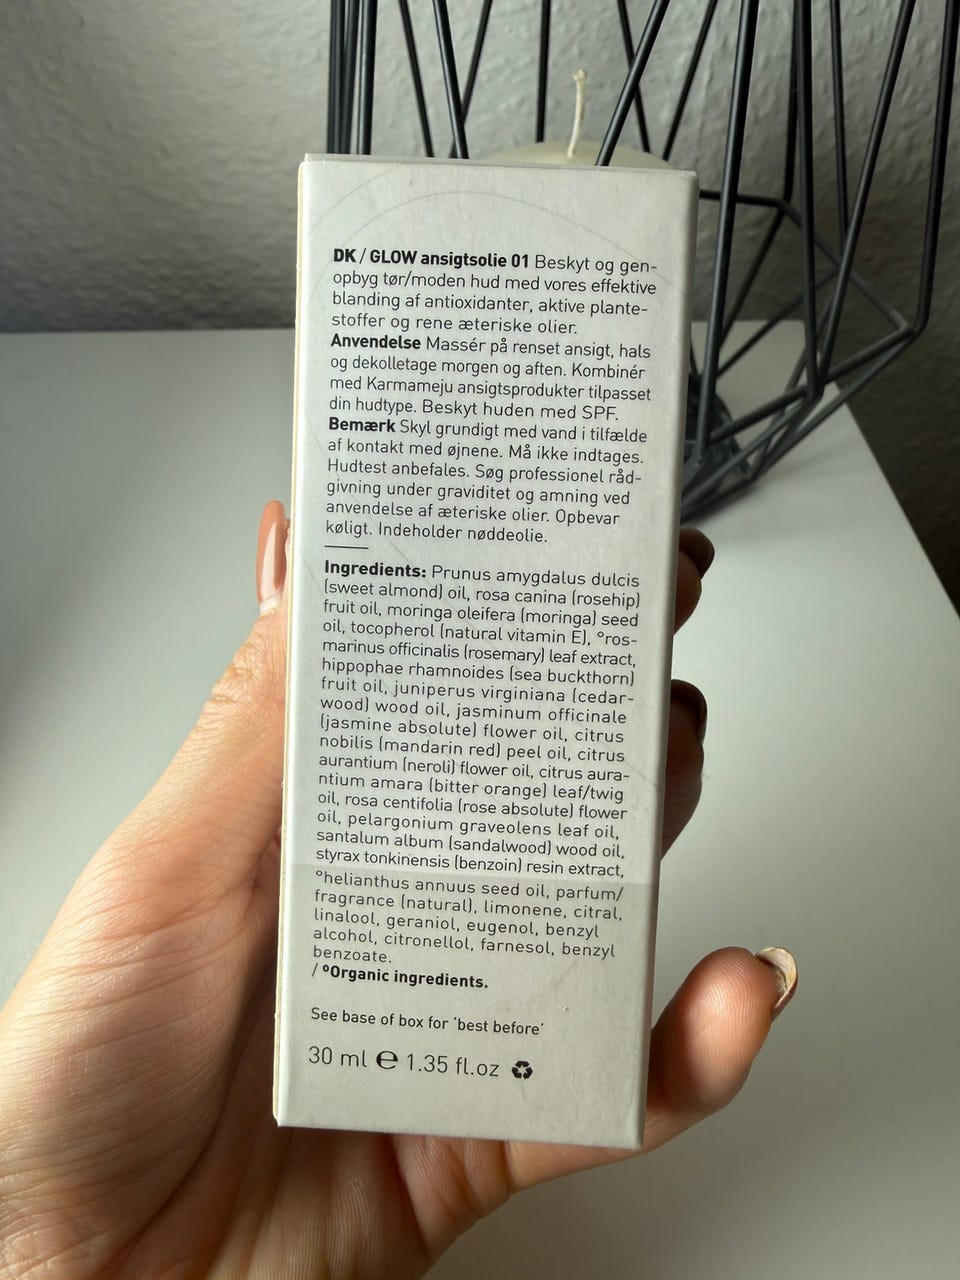 DK / GLOW ansigtsolie 01 Beskyt og gen-
opbyg tør/moden hud med vores effektive
blanding af antioxidanter, aktive plante-
stoffer og rene æteriske olier.
Anvendelse Massér på renset ansigt, hals
og dekolletage morgen og aften. Kombinér
med Karmameju ansigtsprodukter tilpasset
din hudtype. Beskyt huden med SPF.
Bemærk Skyl grundigt med vand i tilfælde
af kontakt med øjnene. Må ikke indtages.
Hudtest anbefales. Søg professionel råd-
givning under graviditet og amning ved
anvendelse af æteriske olier. Opbevar
køligt. Indeholder nøddeolie.
Ingredients: Prunus amygdalus dulcis
(sweet almond) oil, rosa canina (rosehip)
fruit oil, moringa oleifera (moringa) seed
oil, tocopherol (natural vitamin E), °ros-
marinus officinalis (rosemary) leaf extract,
hippophae rhamnoides (sea buckthorn)
fruit oil, juniperus virginiana (cedar-
wood) wood oil, jasminum officinale
(jasmine absolute) flower oil, citrus
nobilis (mandarin red) peel oil, citrus
aurantium (neroli) flower oil, citrus aura-
ntium amara (bitter orange) leaf/twig
oil, rosa centifolia (rose absolute) flower
oil, pelargonium graveolens leaf oil,
santalum album (sandalwood) wood oil,
styrax tonkinensis (benzoin) resin extract,
°helianthus annuus seed oil, parfum/
fragrance (natural), limonene, citral,
linalool, geraniol, eugenol, benzyl
alcohol, citronellol, farnesol, benzyl
benzoate.
/ °Organic ingredients.
See base of box for 'best before'
30 ml ℮ 1.35 fl.oz